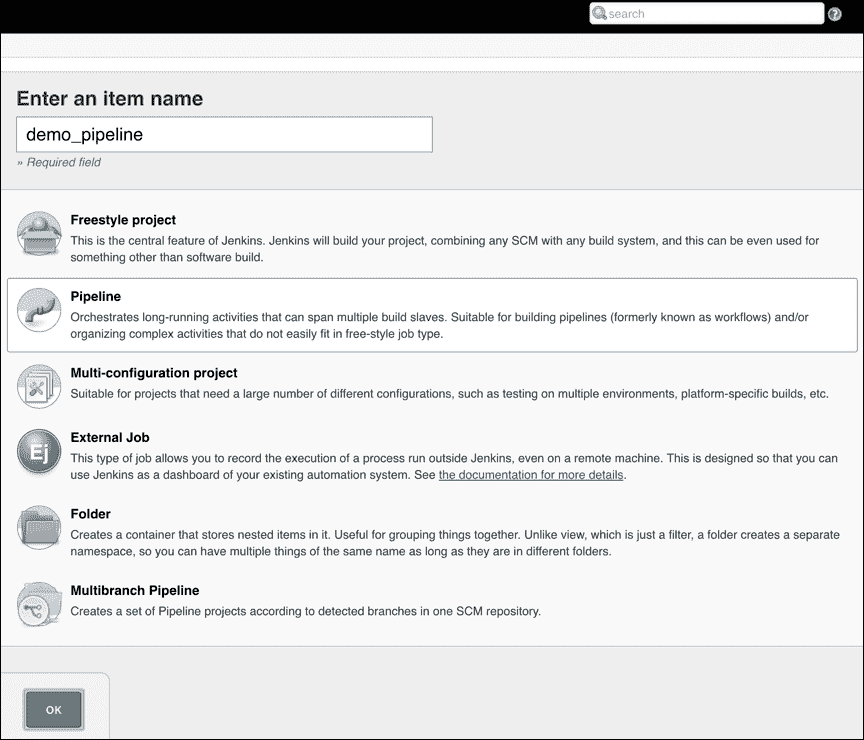 search
Enter an item name
demo_pipeline
» Required field
Freestyle project
This is the central feature of Jenkins. Jenkins will build your project, combining any SCM with any build system, and this can be even used for
something other than software build.
Pipeline
Orchestrates long-running activities that can span multiple build slaves. Suitable for building pipelines (formerly known as workflows) and/or
organizing complex activities that do not easily fit in free-style job type.
Multi-configuration project
Suitable for projects that need a large number of different configurations, such as testing on multiple environments, platform-specific builds, etc.
Ej
External Job
This type of job allows you to record the execution of a process run outside Jenkins, even on a remote machine. This is designed so that you can
use Jenkins as a dashboard of your existing automation system. See the documentation for more details.
Folder
Creates a container that stores nested items in it. Useful for grouping things together. Unlike view, which is just a filter, a folder creates a separate
namespace, so you can have multiple things of the same name as long as they are in different folders.
Multibranch Pipeline
Creates a set of Pipeline projects according to detected branches in one SCM repository.
OK